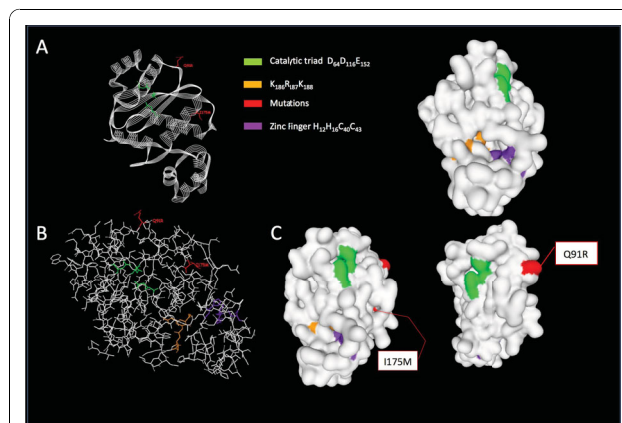 A
Catalytic triad D64D116E152
K186R187K188
Mutations
Zinc finger H12H16C40C43
B
C
Q91R
I175M